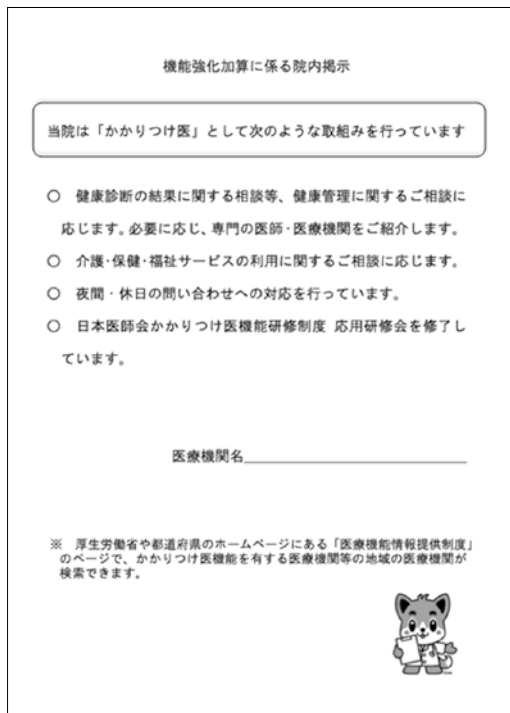 機能強化加算に係る院内掲示
当院は「かかりつけ医」として次のような取組みを行っています
○ 健康診断の結果に関する相談等、健康管理に関するご相談に
応じます。必要に応じ、専門の医師・医療機関をご紹介します。
○ 介護・保健・福祉サービスの利用に関するご相談に応じます。
○ 夜間・休日の問い合わせへの対応を行っています。
○ 日本医師会かかりつけ医機能研修制度 応用研修会を修了し
ています。
医療機関名
※ 厚生労働省や都道府県のホームページにある「医療機能情報提供制度」
のページで、かかりつけ医機能を有する医療機関等の地域の医療機関が
検索できます。